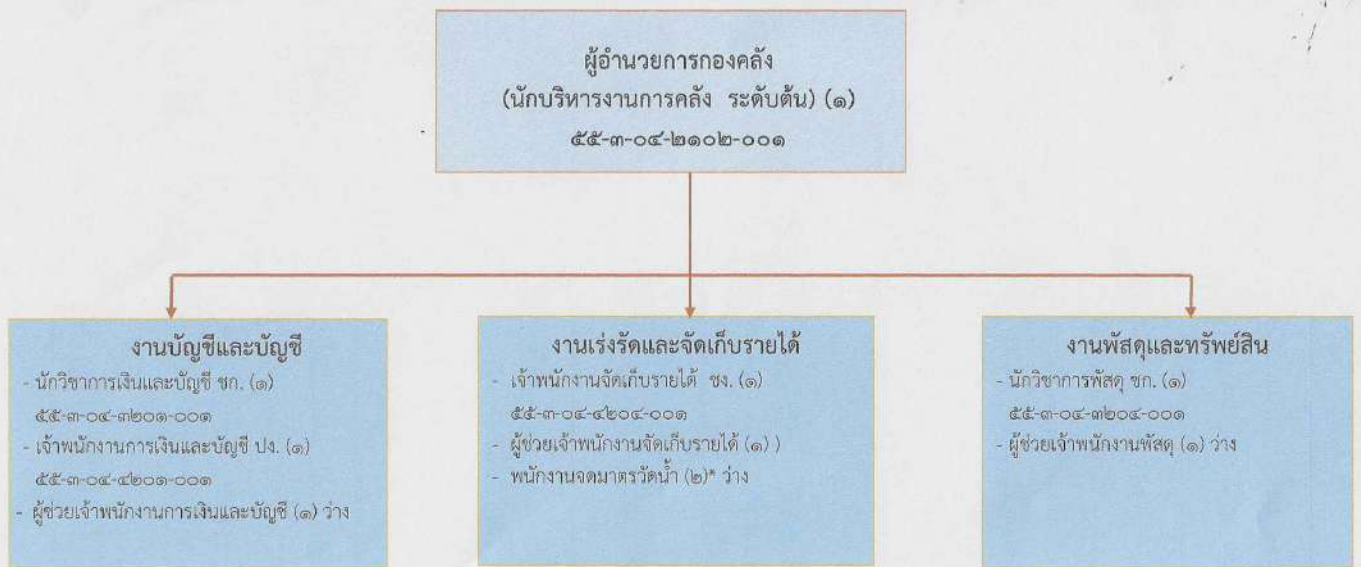 ผู้อำนวยการกองคลัง
(นักบริหารงานการคลัง ระดับต้น) (๑)
๕๕-๓-๐๔-๒๑๐๒-๐๐๑
งานบัญชีและบัญชี
- นักวิชาการเงินและบัญชี ชก. (๑)
๕๕-๓-๐๔-๓๒๐๑-๐๐๑
- เจ้าพนักงานการเงินและบัญชี ปง. (๑)
๕๕-๓-๐๔-๔๒๐๑-๐๐๑
- ผู้ช่วยเจ้าพนักงานการเงินและบัญชี (๑) ว่าง
งานเร่งรัดและจัดเก็บรายได้
- เจ้าพนักงานจัดเก็บรายได้ ชง. (๑)
๕๕-๓-๐๔-๔๒๐๔-๐๐๑
- ผู้ช่วยเจ้าพนักงานจัดเก็บรายได้ (๑) )
- พนักงานจดมาตรวัดน้ำ (๒)* ว่าง
งานพัสดุและทรัพย์สิน
- นักวิชาการพัสดุ ชก. (๑)
๕๕-๓-๐๔-๓๒๐๔-๐๐๑
- ผู้ช่วยเจ้าพนักงานพัสดุ (๑) ว่าง